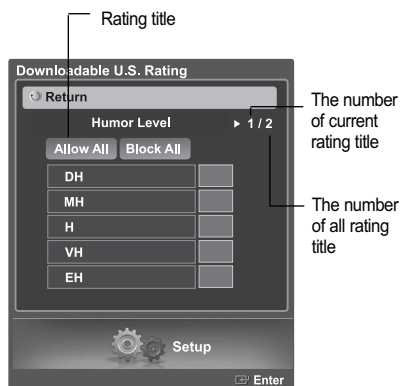 Rating title
Downloadable U.S. Rating
Return
Humor Level ▶ 1 / 2
Allow All Block All
DH
MH
H
VH
EH
Setup
Enter
The number
of current
rating title
The number
of all rating
title